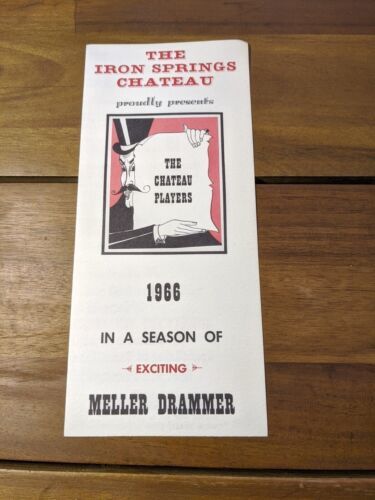 THE
IRON SPRINGS
CHATEAU
proudly presents
THE
CHATEAU
PLAYERS
1966
IN A SEASON OF
EXCITING
MELLER DRAMMER